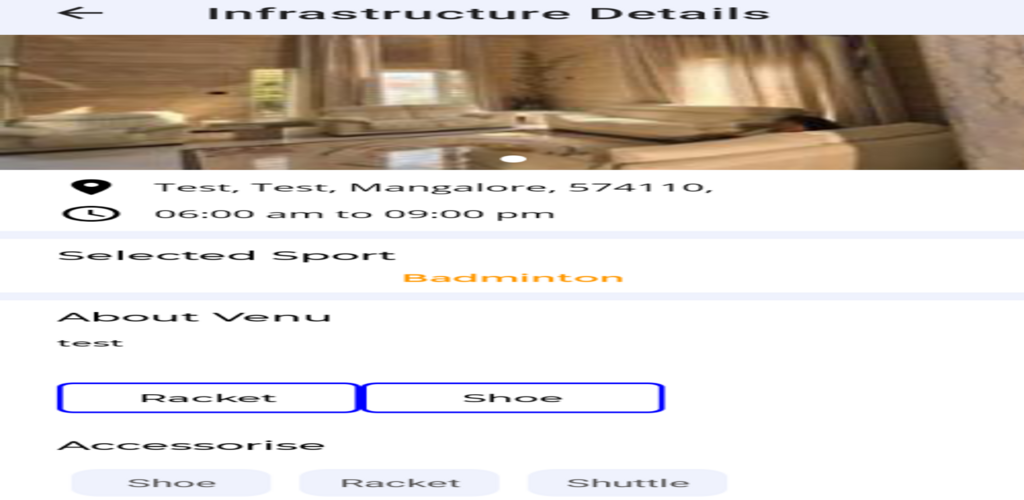 Infrastructure Details
Test, Test, Mangalore, 574110,
06:00 am to 09:00 pm
Selected Sport
Badminton
About Venu
test
Racket Shoe
Accessorise
Shoe Racket Shuttle